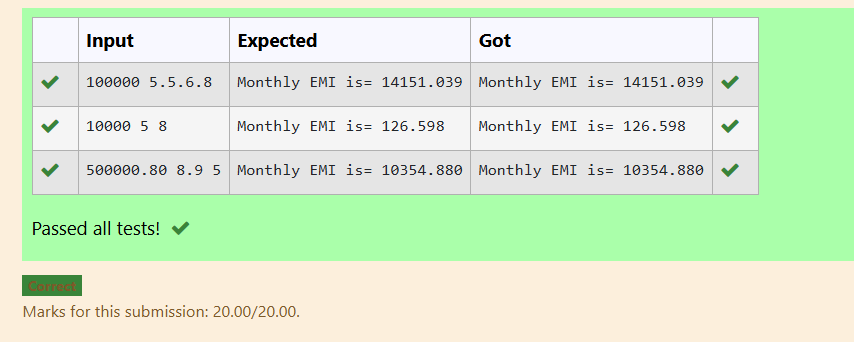 Input Expected Got
100000 5.5.6.8 Monthly EMI is= 14151.039 Monthly EMI is= 14151.039
10000 5 8 Monthly EMI is= 126.598 Monthly EMI is= 126.598
500000.80 8.9 5 Monthly EMI is= 10354.880 Monthly EMI is= 10354.880
Passed all tests!
Correct
Marks for this submission: 20.00/20.00.